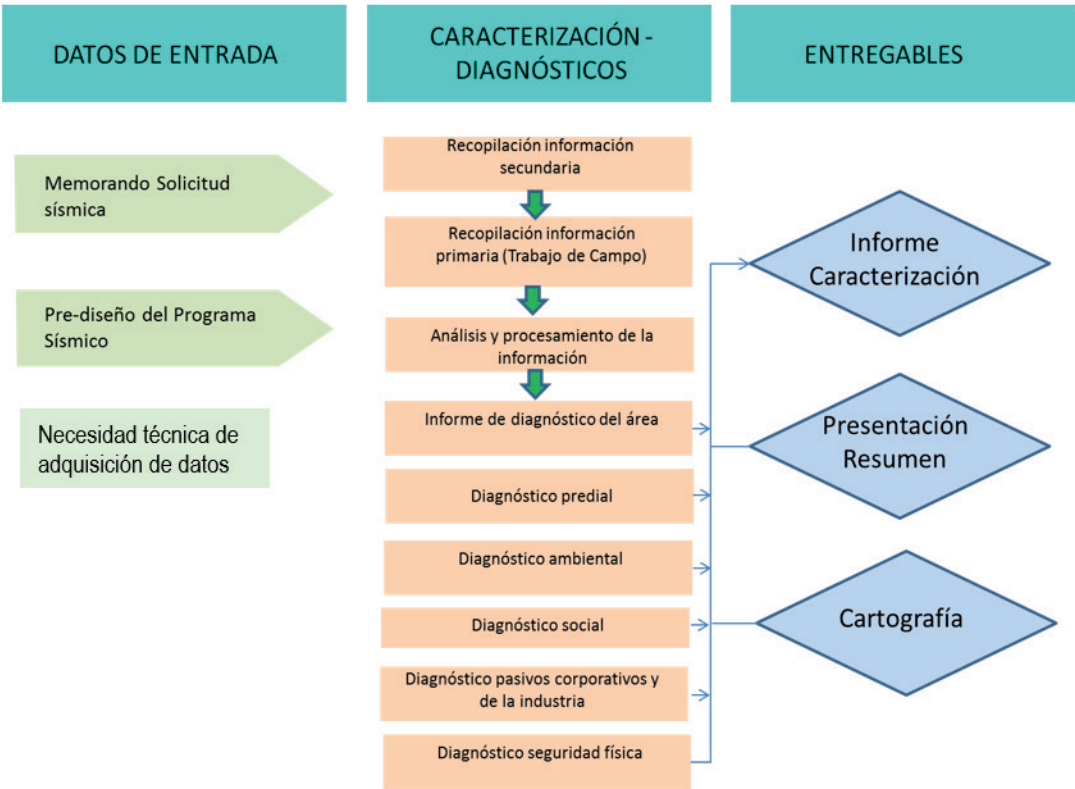 DATOS DE ENTRADA
CARACTERIZACIÓN -
DIAGNÓSTICOS
ENTREGABLES
Memorando Solicitud
sísmica
Pre-diseño del Programa
Sísmico
Necesidad técnica de
adquisición de datos
Recopilación información
secundaria
Recopilación información
primaria (Trabajo de Campo)
Análisis y procesamiento de la
información
Informe de diagnóstico del área
Diagnóstico predial
Diagnóstico ambiental
Diagnóstico social
Diagnóstico pasivos corporativos y
de la industria
Diagnóstico seguridad física
Informe
Caracterización
Presentación
Resumen
Cartografía